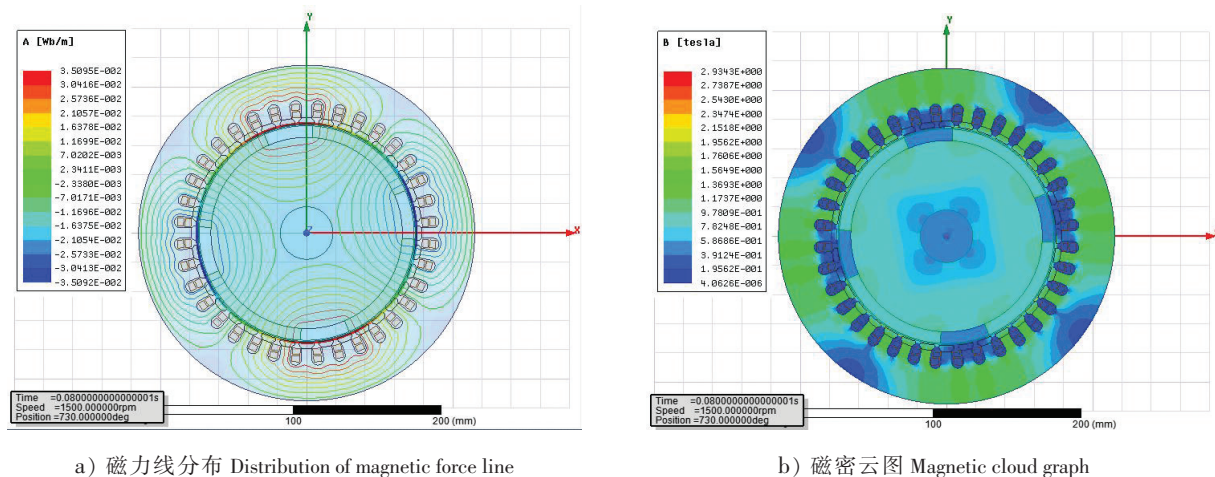 Y
A [Wb/m]
3.5095E-002
3.0416E-002
2.5736E-002
2.1057E-002
1.6378E-002
1.1699E-002
7.0202E-003
2.3411E-003
-2.3380E-003
-7.0171E-003
-1.1696E-002
-1.6375E-002
-2.1054E-002
-2.5733E-002
-3.0413E-002
-3.5092E-002
X
Time =0.0800000000000001s
Speed =1500.000000rpm
Position =730.000000deg
100 200 (mm)
a) 磁力线分布 Distribution of magnetic force line
Y
B [tesla]
2.9343E+000
2.7387E+000
2.5430E+000
2.3474E+000
2.1518E+000
1.9562E+000
1.7606E+000
1.5649E+000
1.3693E+000
1.1737E+000
9.7809E-001
7.8248E-001
5.8686E-001
3.9124E-001
1.9562E-001
4.0626E-006
Time =0.0800000000000001s
Speed =1500.000000rpm
Position =730.000000deg
100 200 (mm)
b) 磁密云图 Magnetic cloud graph